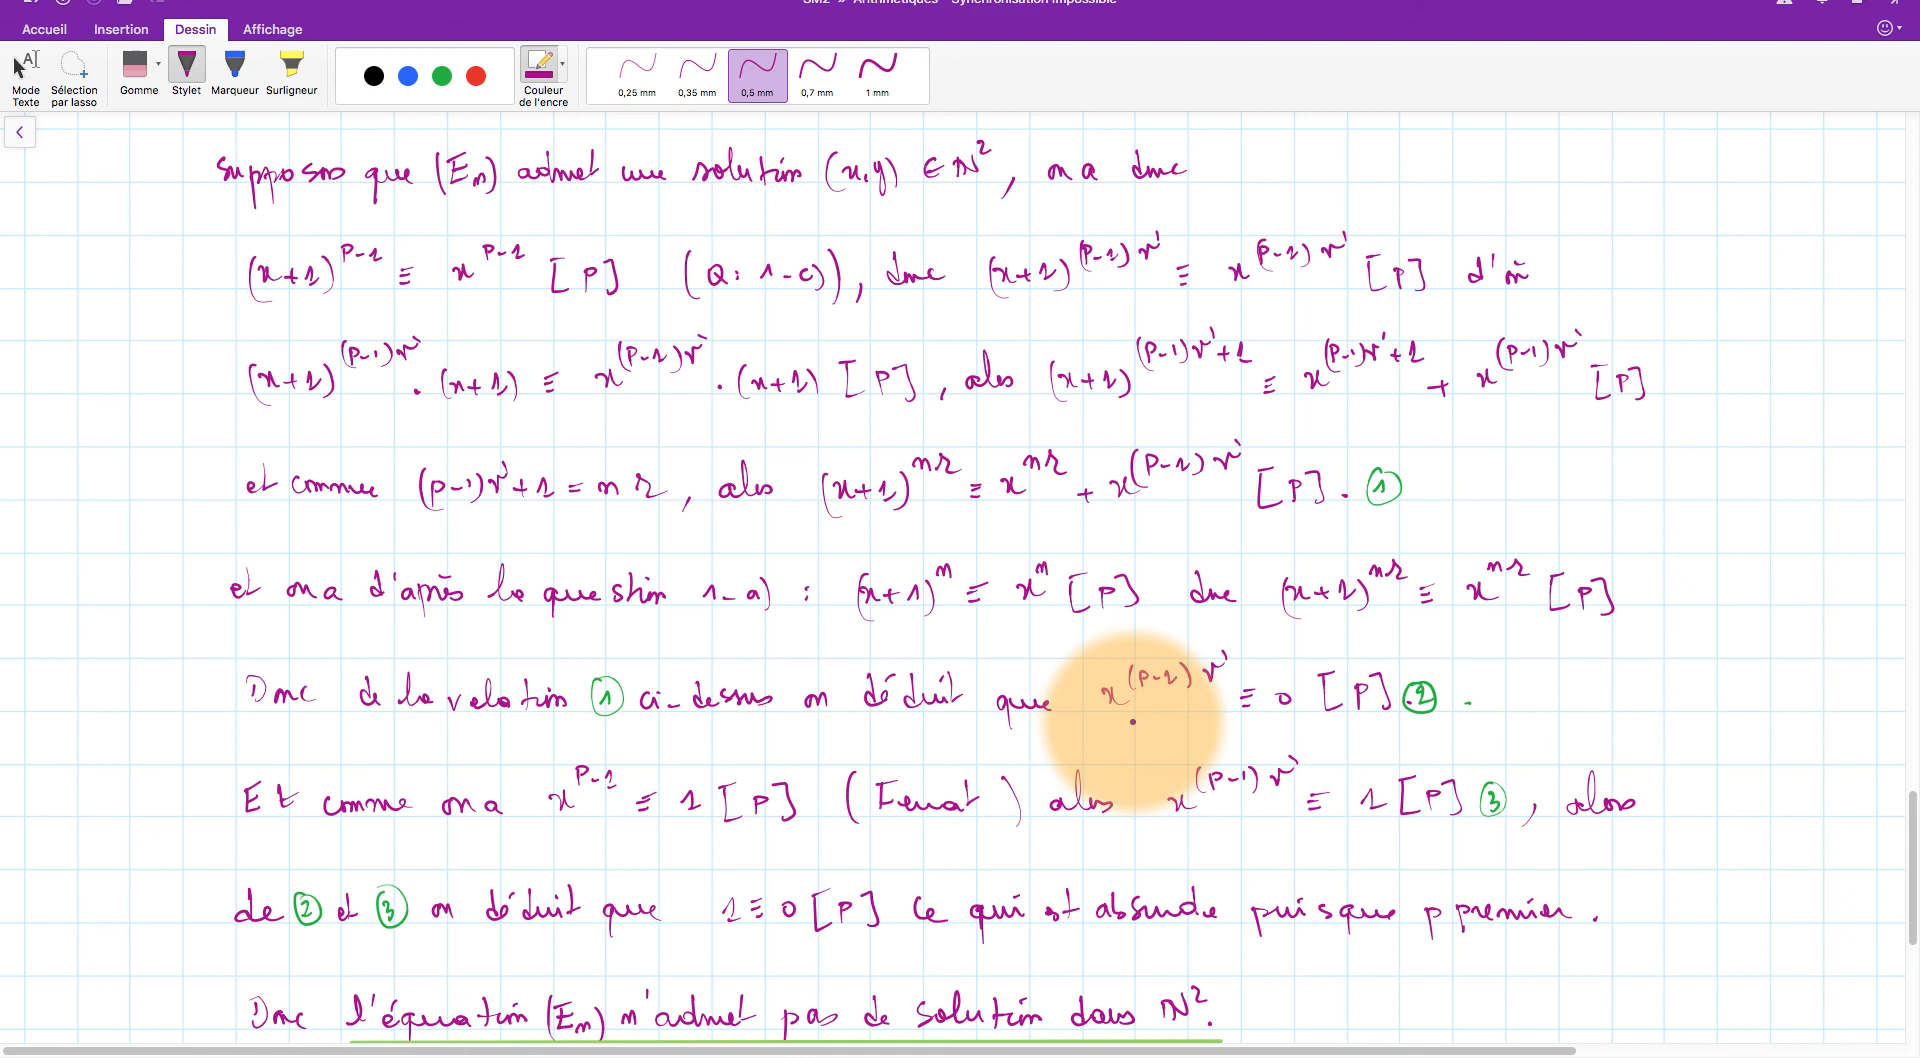 SM2 » Arithmétiques - Synchronisation impossible
Accueil Insertion Dessin Affichage
Mode Texte Sélection par lasso Gomme Stylet Marqueur Surligneur Couleur de l'encre 0,25 mm 0,35 mm 0,5 mm 0,7 mm 1 mm
Supposons que (Eₙ) admet une solution (x,y) ∈ ℕ², on a donc
(x+1)^(p-1) ≡ x^(p-1) [p] (Q: 1-c)), donc (x+1)^((p-1)r') ≡ x^((p-1)r') [p] d'où
(x+1)^((p-1)r') . (x+1) ≡ x^((p-1)r') . (x+1) [p], alors (x+1)^((p-1)r'+1) ≡ x^((p-1)r'+1) + x^((p-1)r') [p]
et comme (p-1)r'+1 = nr, alors (x+1)^(nr) ≡ x^(nr) + x^((p-1)r') [p]. ①
et on a d'après la question 1-a) : (x+1)^n ≡ x^n [p] donc (x+1)^(nr) ≡ x^(nr) [p]
Donc de la relation ① ci-dessus on déduit que x^((p-1)r') ≡ 0 [p] ② .
Et comme on a x^(p-1) ≡ 1 [p] (Fermat) alors x^((p-1)r') ≡ 1 [p] ③, alors
de ② et ③ on déduit que 1 ≡ 0 [p] ce qui est absurde puisque p premier.
Donc l'équation (Eₙ) n'admet pas de solution dans ℕ².